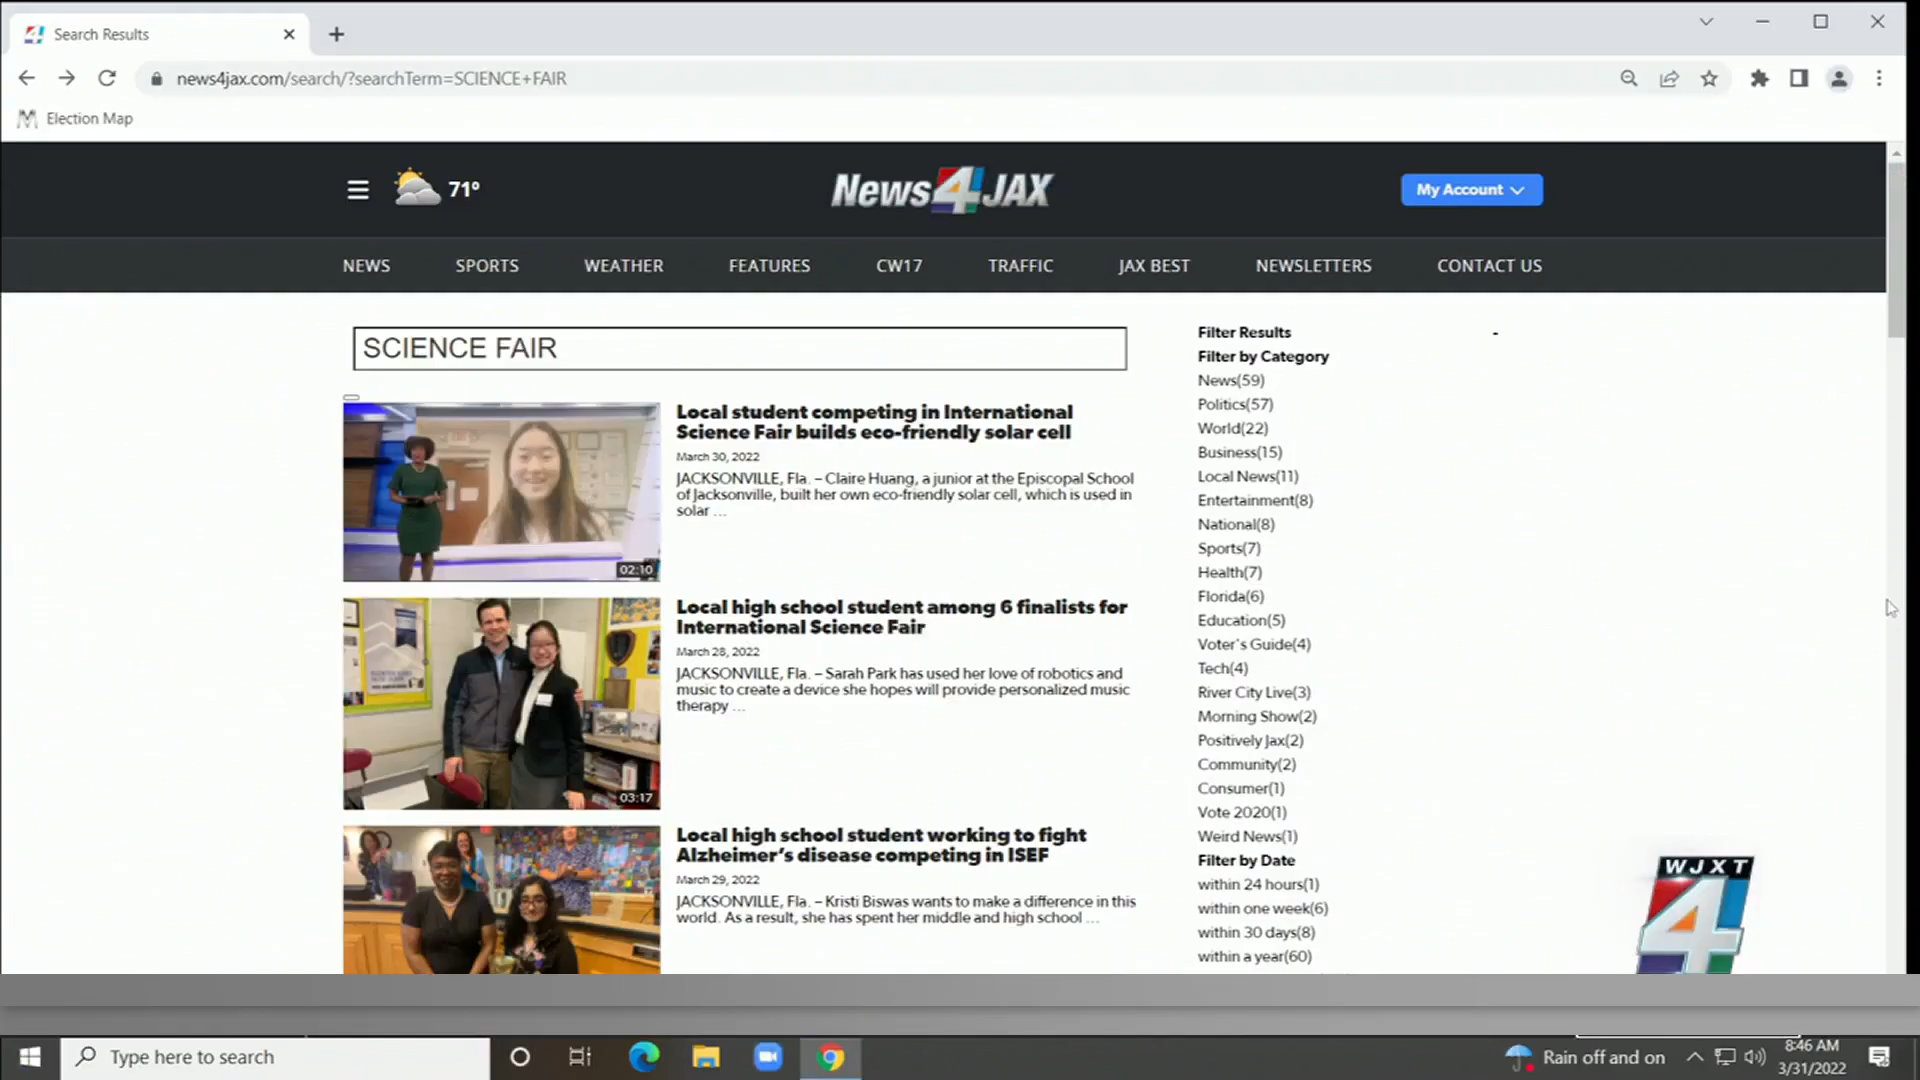 Search Results
news4jax.com/search/?searchTerm=SCIENCE+FAIR
Election Map
71°
News4JAX
My Account
NEWS SPORTS WEATHER FEATURES CW17 TRAFFIC JAX BEST NEWSLETTERS CONTACT US
SCIENCE FAIR
Local student competing in International
Science Fair builds eco-friendly solar cell
March 30, 2022
JACKSONVILLE, Fla. – Claire Huang, a junior at the Episcopal School
of Jacksonville, built her own eco-friendly solar cell, which is used in
solar ...
02:10
Local high school student among 6 finalists for
International Science Fair
March 28, 2022
JACKSONVILLE, Fla. – Sarah Park has used her love of robotics and
music to create a device she hopes will provide personalized music
therapy ...
03:17
Local high school student working to fight
Alzheimer's disease competing in ISEF
March 29, 2022
JACKSONVILLE, Fla. – Kristi Biswas wants to make a difference in this
world. As a result, she has spent her middle and high school ...
Filter Results -
Filter by Category
News(59)
Politics(57)
World(22)
Business(15)
Local News(11)
Entertainment(8)
National(8)
Sports(7)
Health(7)
Florida(6)
Education(5)
Voter's Guide(4)
Tech(4)
River City Live(3)
Morning Show(2)
Positively Jax(2)
Community(2)
Consumer(1)
Vote 2020(1)
Weird News(1)
Filter by Date
within 24 hours(1)
within one week(6)
within 30 days(8)
within a year(60)
WJXT
4
Type here to search
Rain off and on
8:46 AM
3/31/2022